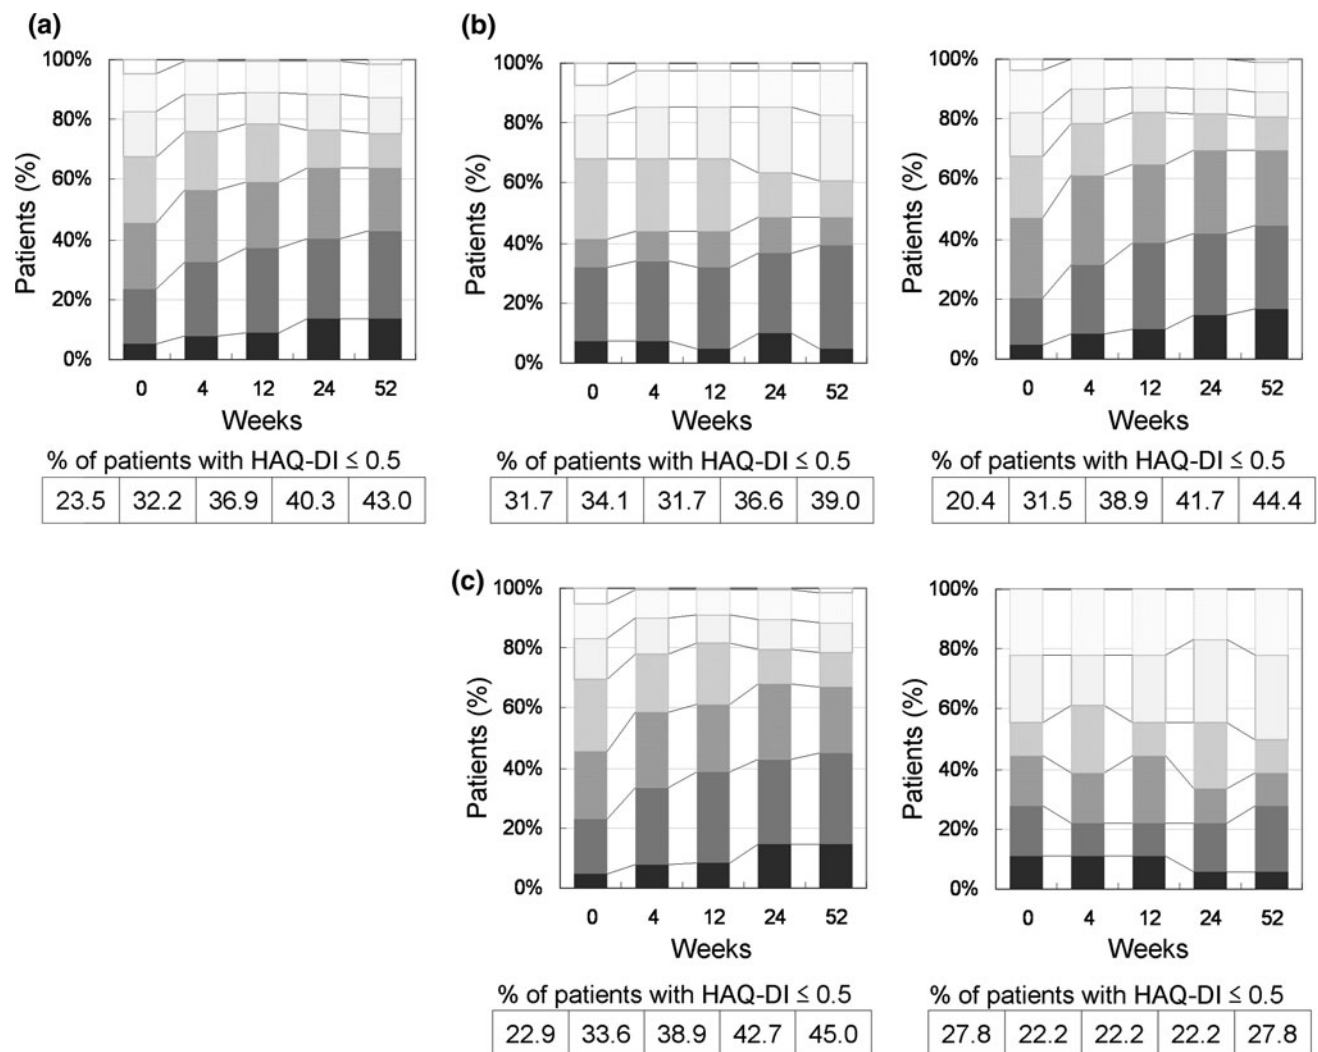 (a)
100%
80%
60%
40%
20%
0%
Patients (%)
0 4 12 24 52
Weeks
% of patients with HAQ-DI ≤ 0.5
23.5 32.2 36.9 40.3 43.0
(b)
100%
80%
60%
40%
20%
0%
Patients (%)
0 4 12 24 52
Weeks
% of patients with HAQ-DI ≤ 0.5
31.7 34.1 31.7 36.6 39.0
100%
80%
60%
40%
20%
0%
Patients (%)
0 4 12 24 52
Weeks
% of patients with HAQ-DI ≤ 0.5
20.4 31.5 38.9 41.7 44.4
(c)
100%
80%
60%
40%
20%
0%
Patients (%)
0 4 12 24 52
Weeks
% of patients with HAQ-DI ≤ 0.5
22.9 33.6 38.9 42.7 45.0
100%
80%
60%
40%
20%
0%
Patients (%)
0 4 12 24 52
Weeks
% of patients with HAQ-DI ≤ 0.5
27.8 22.2 22.2 22.2 27.8